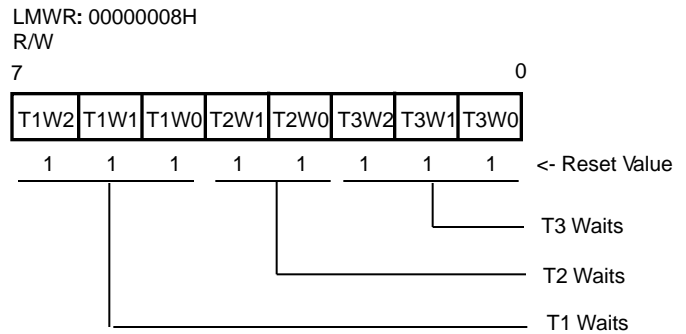 LMWR: 00000008H
R/W
7 0
T1W2 T1W1 T1W0 T2W1 T2W0 T3W2 T3W1 T3W0
1 1 1 1 1 1 1 1 <- Reset Value
T3 Waits
T2 Waits
T1 Waits